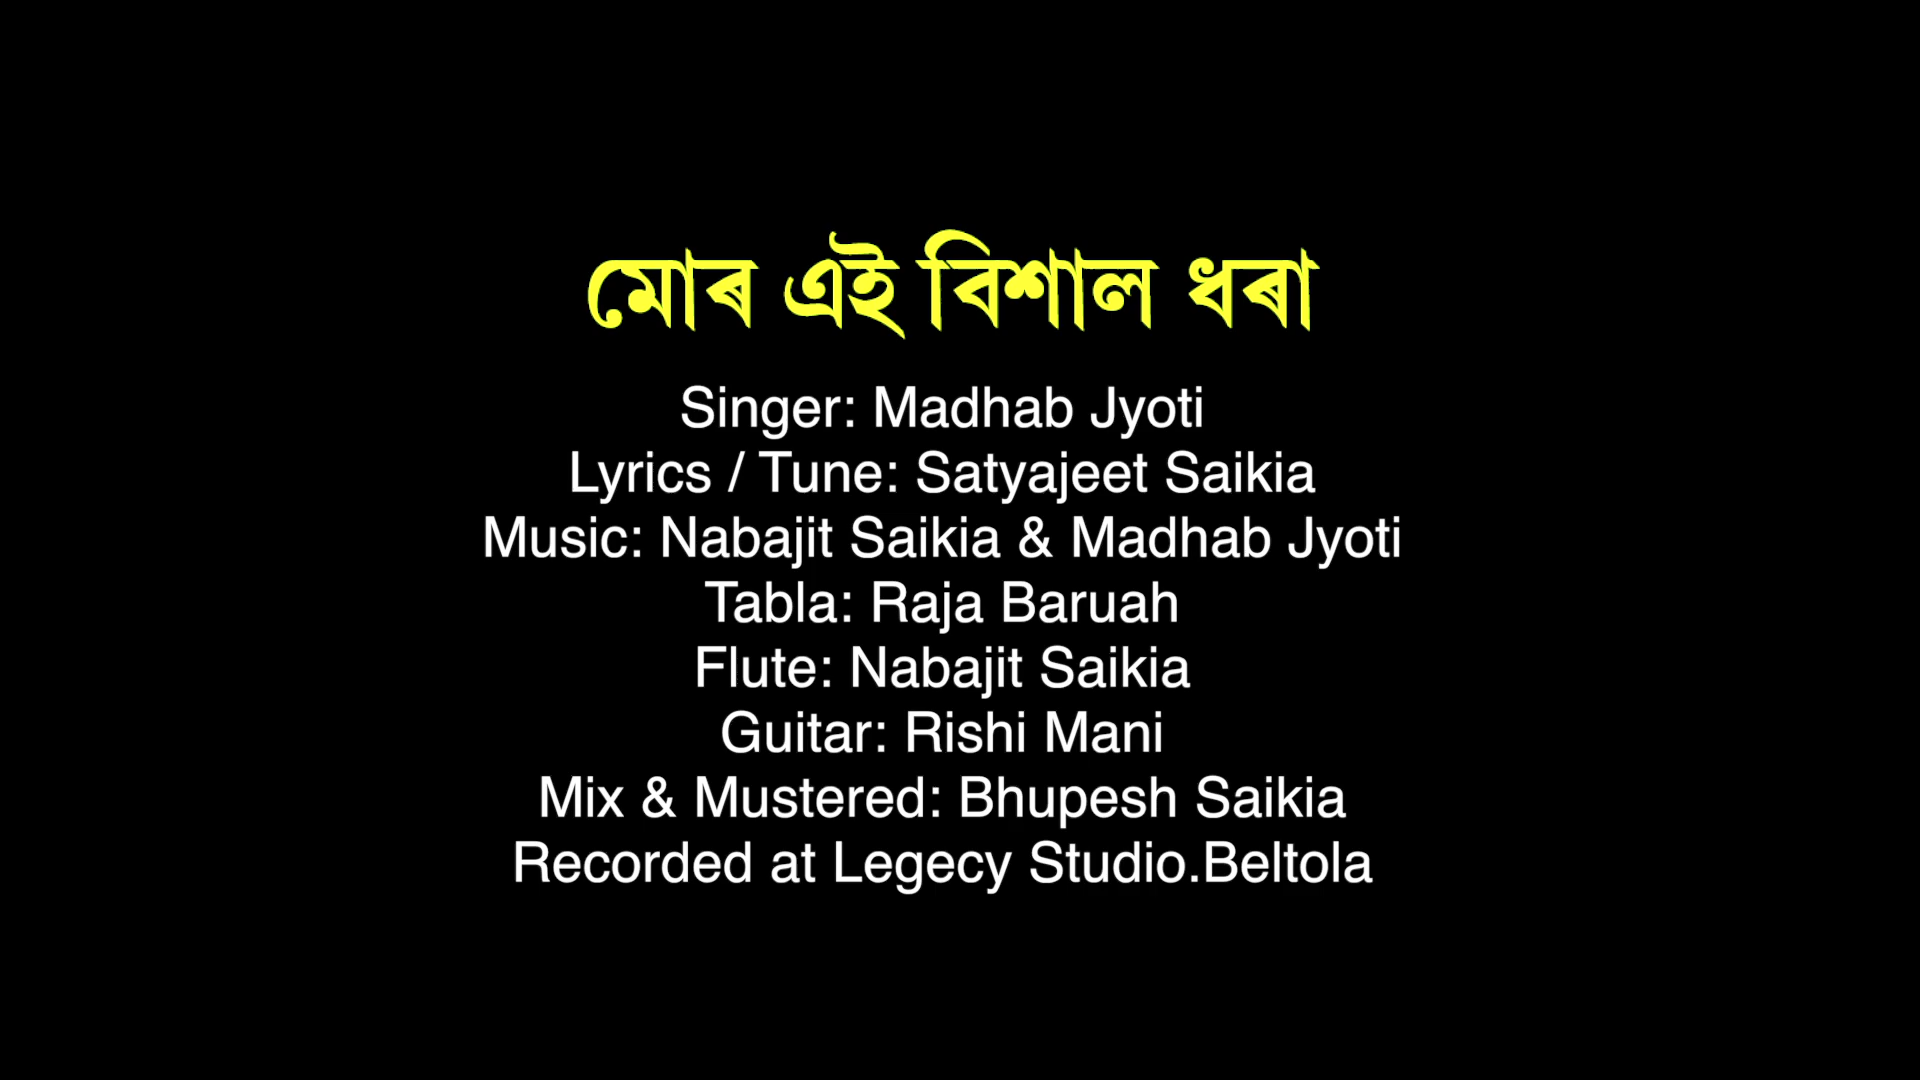 মোৰ এই বিশাল ধৰা
Singer: Madhab Jyoti
Lyrics / Tune: Satyajeet Saikia
Music: Nabajit Saikia & Madhab Jyoti
Tabla: Raja Baruah
Flute: Nabajit Saikia
Guitar: Rishi Mani
Mix & Mustered: Bhupesh Saikia
Recorded at Legecy Studio.Beltola